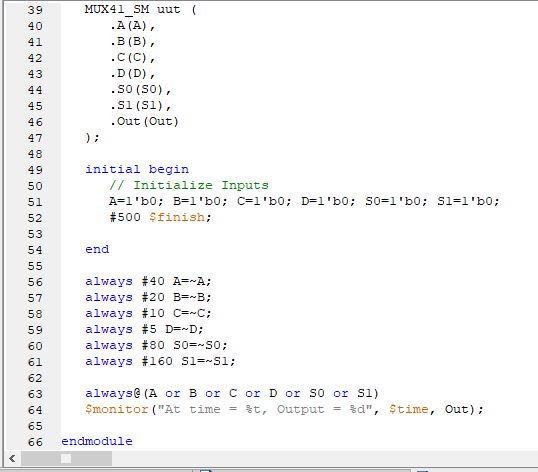 39 MUX41_SM uut (
40 .A(A),
41 .B(B),
42 .C(C),
43 .D(D),
44 .S0(S0),
45 .S1(S1),
46 .Out(Out)
47 );
48
49 initial begin
50 // Initialize Inputs
51 A=1'b0; B=1'b0; C=1'b0; D=1'b0; S0=1'b0; S1=1'b0;
52 #500 $finish;
53
54 end
55
56 always #40 A=~A;
57 always #20 B=~B;
58 always #10 C=~C;
59 always #5 D=~D;
60 always #80 S0=~S0;
61 always #160 S1=~S1;
62
63 always@(A or B or C or D or S0 or S1)
64 $monitor("At time = %t, Output = %d", $time, Out);
65
66 endmodule